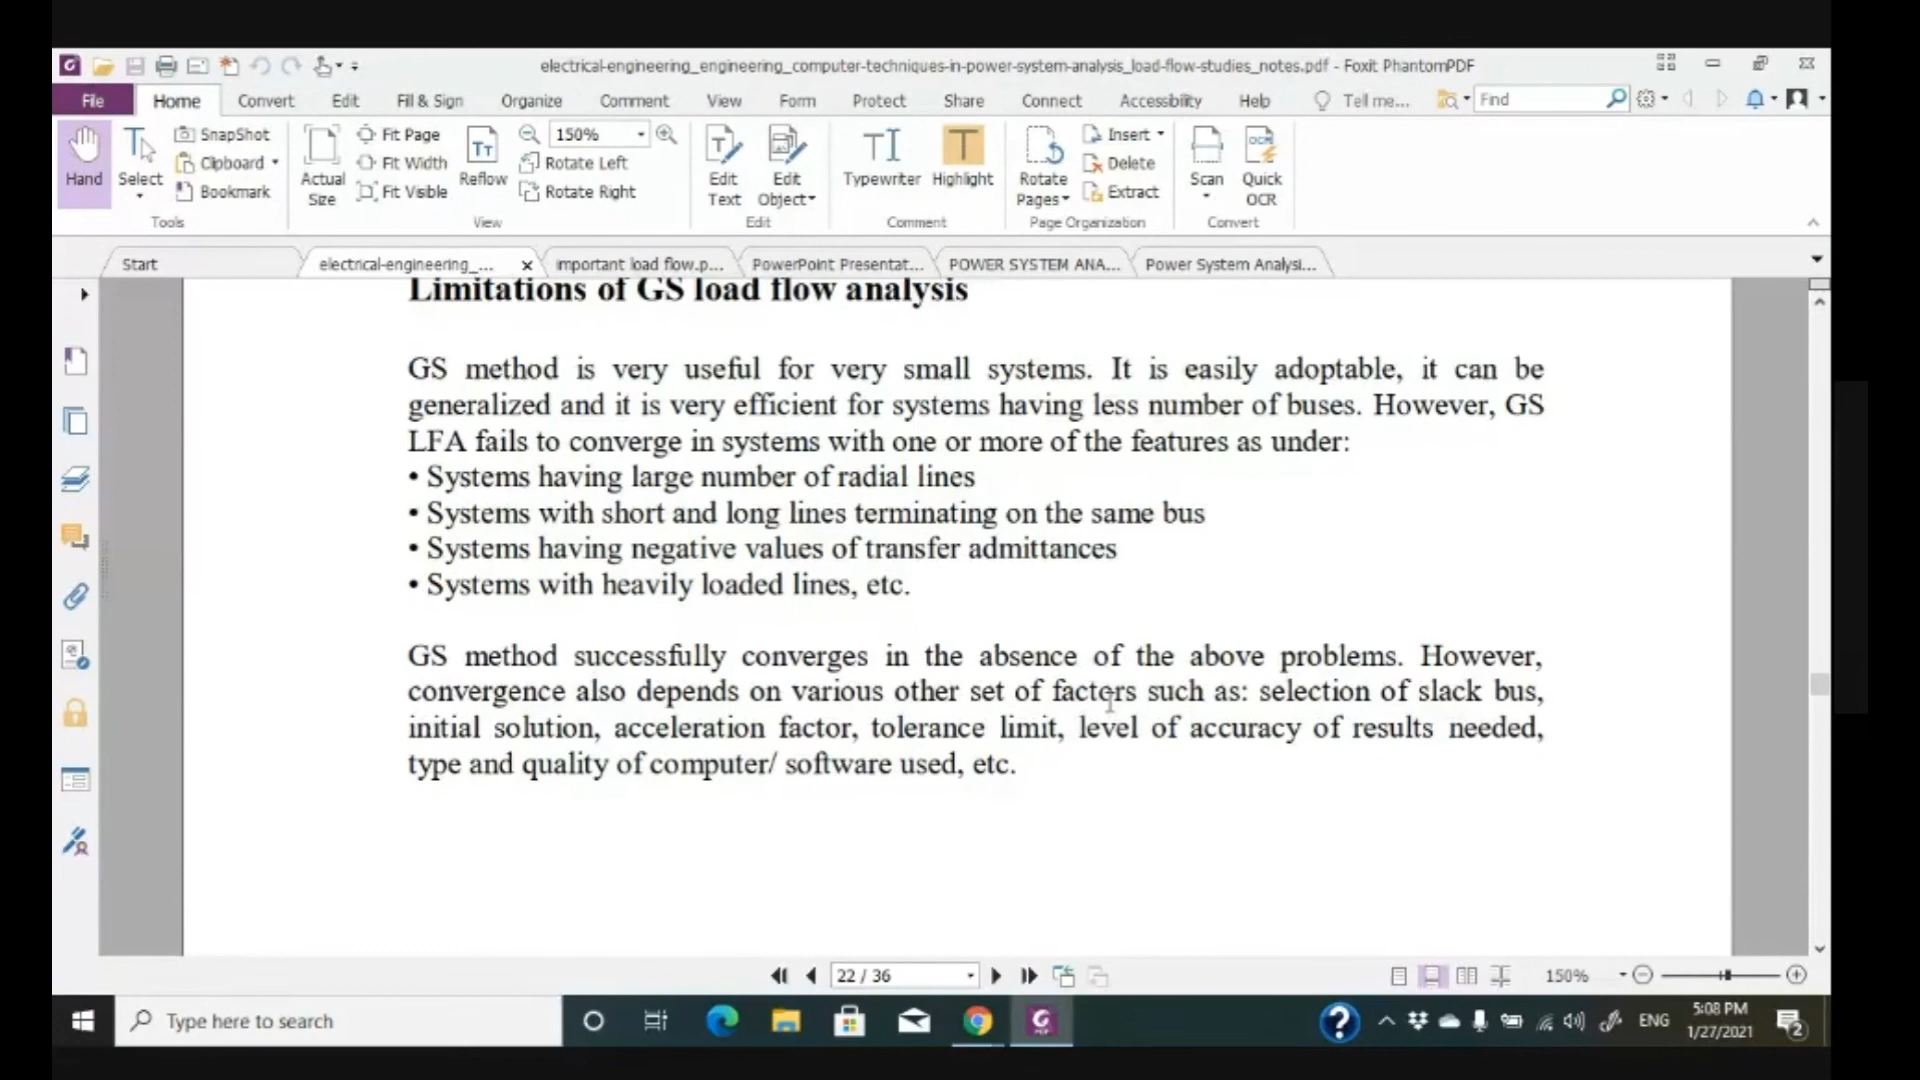 electrical-engineering_engineering_computer-techniques-in-power-system-analysis_load-flow-studies_notes.pdf - Foxit PhantomPDF
File Home Convert Edit Fill & Sign Organize Comment View Form Protect Share Connect Accessibility Help Tell me... Find
Hand
Select
SnapShot
Clipboard
Bookmark
Tools
Actual Size
Fit Page
Fit Width
Fit Visible
Reflow
150%
Rotate Left
Rotate Right
View
Edit Text
Edit Object
Edit
Typewriter
Highlight
Comment
Rotate Pages
Insert
Delete
Extract
Page Organization
Scan
Quick OCR
Convert
Start electrical-engineering_... important load flow.p... PowerPoint Presentat... POWER SYSTEM ANA... Power System Analysi...
Limitations of GS load flow analysis
GS method is very useful for very small systems. It is easily adoptable, it can be
generalized and it is very efficient for systems having less number of buses. However, GS
LFA fails to converge in systems with one or more of the features as under:
• Systems having large number of radial lines
• Systems with short and long lines terminating on the same bus
• Systems having negative values of transfer admittances
• Systems with heavily loaded lines, etc.
GS method successfully converges in the absence of the above problems. However,
convergence also depends on various other set of factors such as: selection of slack bus,
initial solution, acceleration factor, tolerance limit, level of accuracy of results needed,
type and quality of computer/ software used, etc.
22 / 36
150%
Type here to search
ENG
5:08 PM
1/27/2021
2